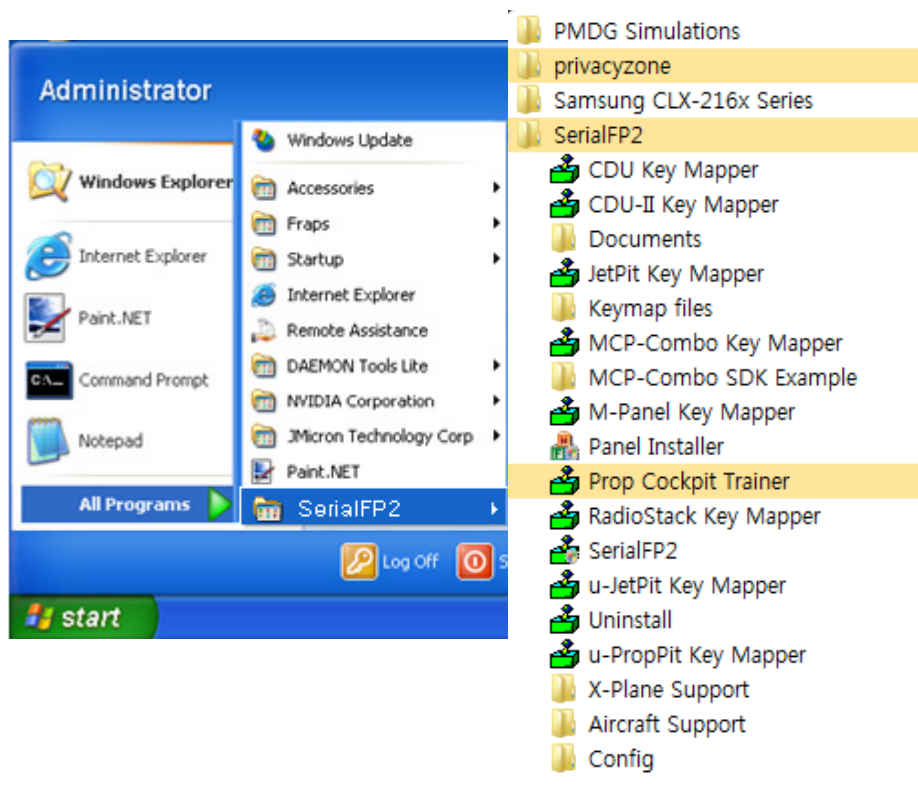 Administrator
Windows Explorer
Internet Explorer
Paint.NET
C:\_
Command Prompt
Notepad
All Programs
Windows Update
Accessories
Fraps
Startup
Internet Explorer
Remote Assistance
DAEMON Tools Lite
NVIDIA Corporation
JMicron Technology Corp
Paint.NET
SerialFP2
Log Off
S
start
PMDG Simulations
privacyzone
Samsung CLX-216x Series
SerialFP2
CDU Key Mapper
CDU-II Key Mapper
Documents
JetPit Key Mapper
Keymap files
MCP-Combo Key Mapper
MCP-Combo SDK Example
M-Panel Key Mapper
Panel Installer
Prop Cockpit Trainer
RadioStack Key Mapper
SerialFP2
u-JetPit Key Mapper
Uninstall
u-PropPit Key Mapper
X-Plane Support
Aircraft Support
Config